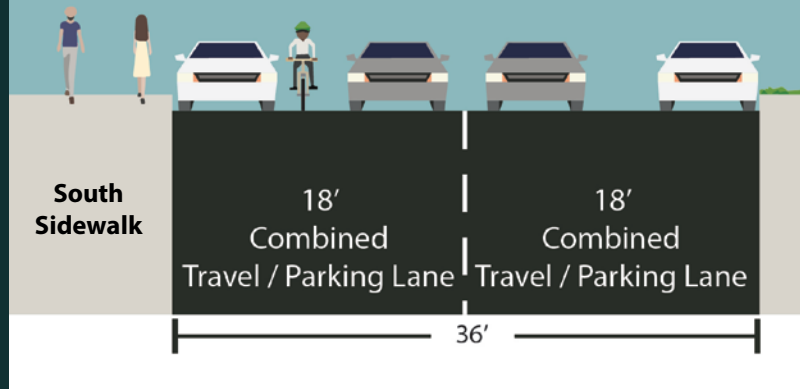 South
Sidewalk
18′
Combined
Travel / Parking Lane
18′
Combined
Travel / Parking Lane
36′